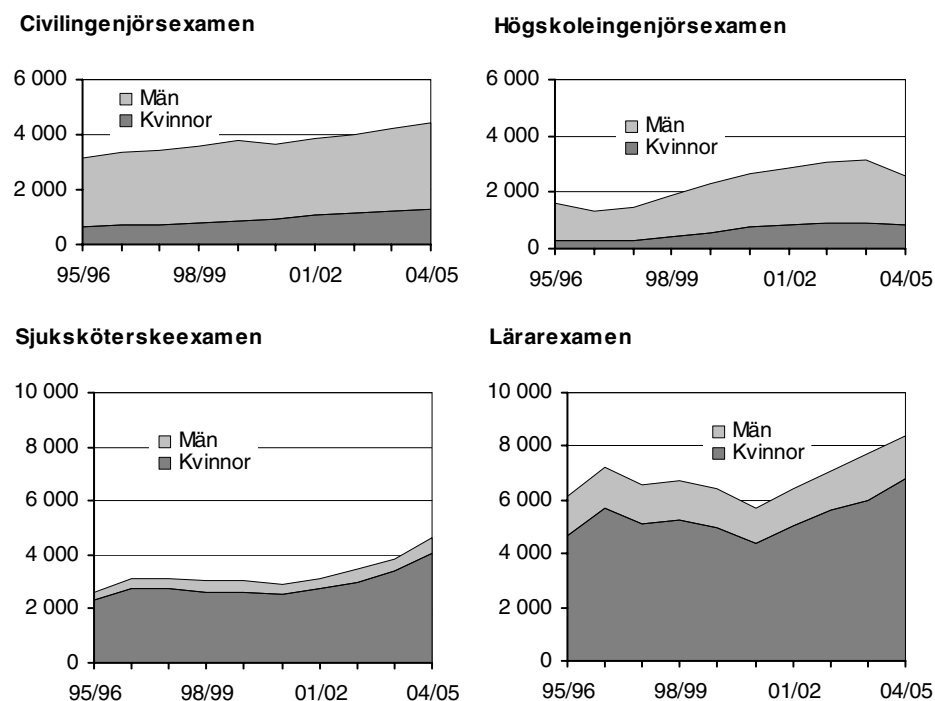 Civilingenjörsexamen
6 000
4 000
2 000
0
Män
Kvinnor
95/96 98/99 01/02 04/05
Högskoleingenjörsexamen
6 000
4 000
2 000
0
Män
Kvinnor
95/96 98/99 01/02 04/05
Sjuksköterskeexamen
10 000
8 000
6 000
4 000
2 000
0
Män
Kvinnor
95/96 98/99 01/02 04/05
Lärarexamen
10 000
8 000
6 000
4 000
2 000
0
Män
Kvinnor
95/96 98/99 01/02 04/05